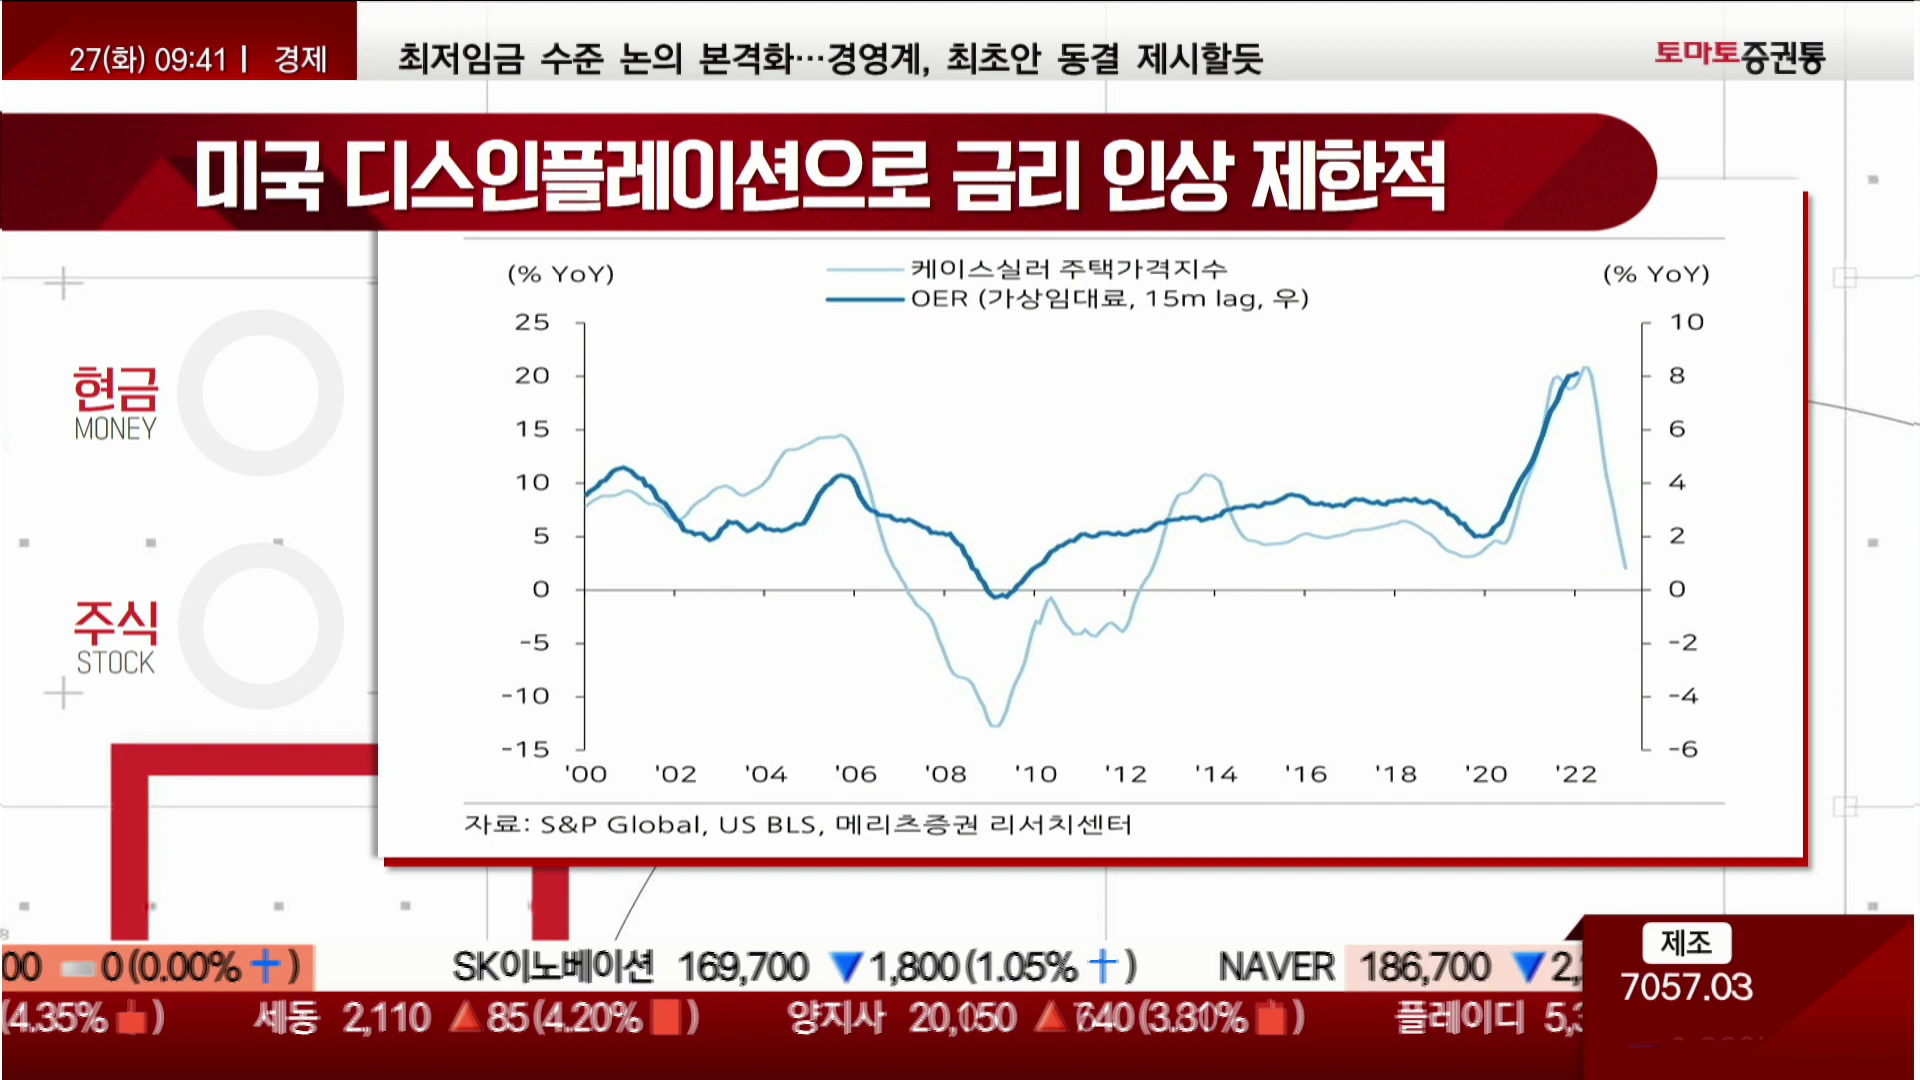 27(화) 09:41 | 경제
최저임금 수준 논의 본격화…경영계, 최초안 동결 제시할듯
토마토증권통
미국 디스인플레이션으로 금리 인상 제한적
현금
MONEY
주식
STOCK
(% YoY)
케이스실러 주택가격지수
OER (가상임대료, 15m lag, 우)
(% YoY)
25 10
20 8
15 6
10 4
5 2
0 0
-5 -2
-10 -4
-15 -6
'00 '02 '04 '06 '08 '10 '12 '14 '16 '18 '20 '22
자료: S&P Global, US BLS, 메리츠증권 리서치센터
00 0(0.00% ) SK이노베이션 169,700 ▼1,800(1.05% ) NAVER 186,700 ▼2,
(4.35% ) 세동 2,110 ▲85(4.20% ) 양지사 20,050 ▲640(3.30% ) 플레이디 5,3
제조
7057.03